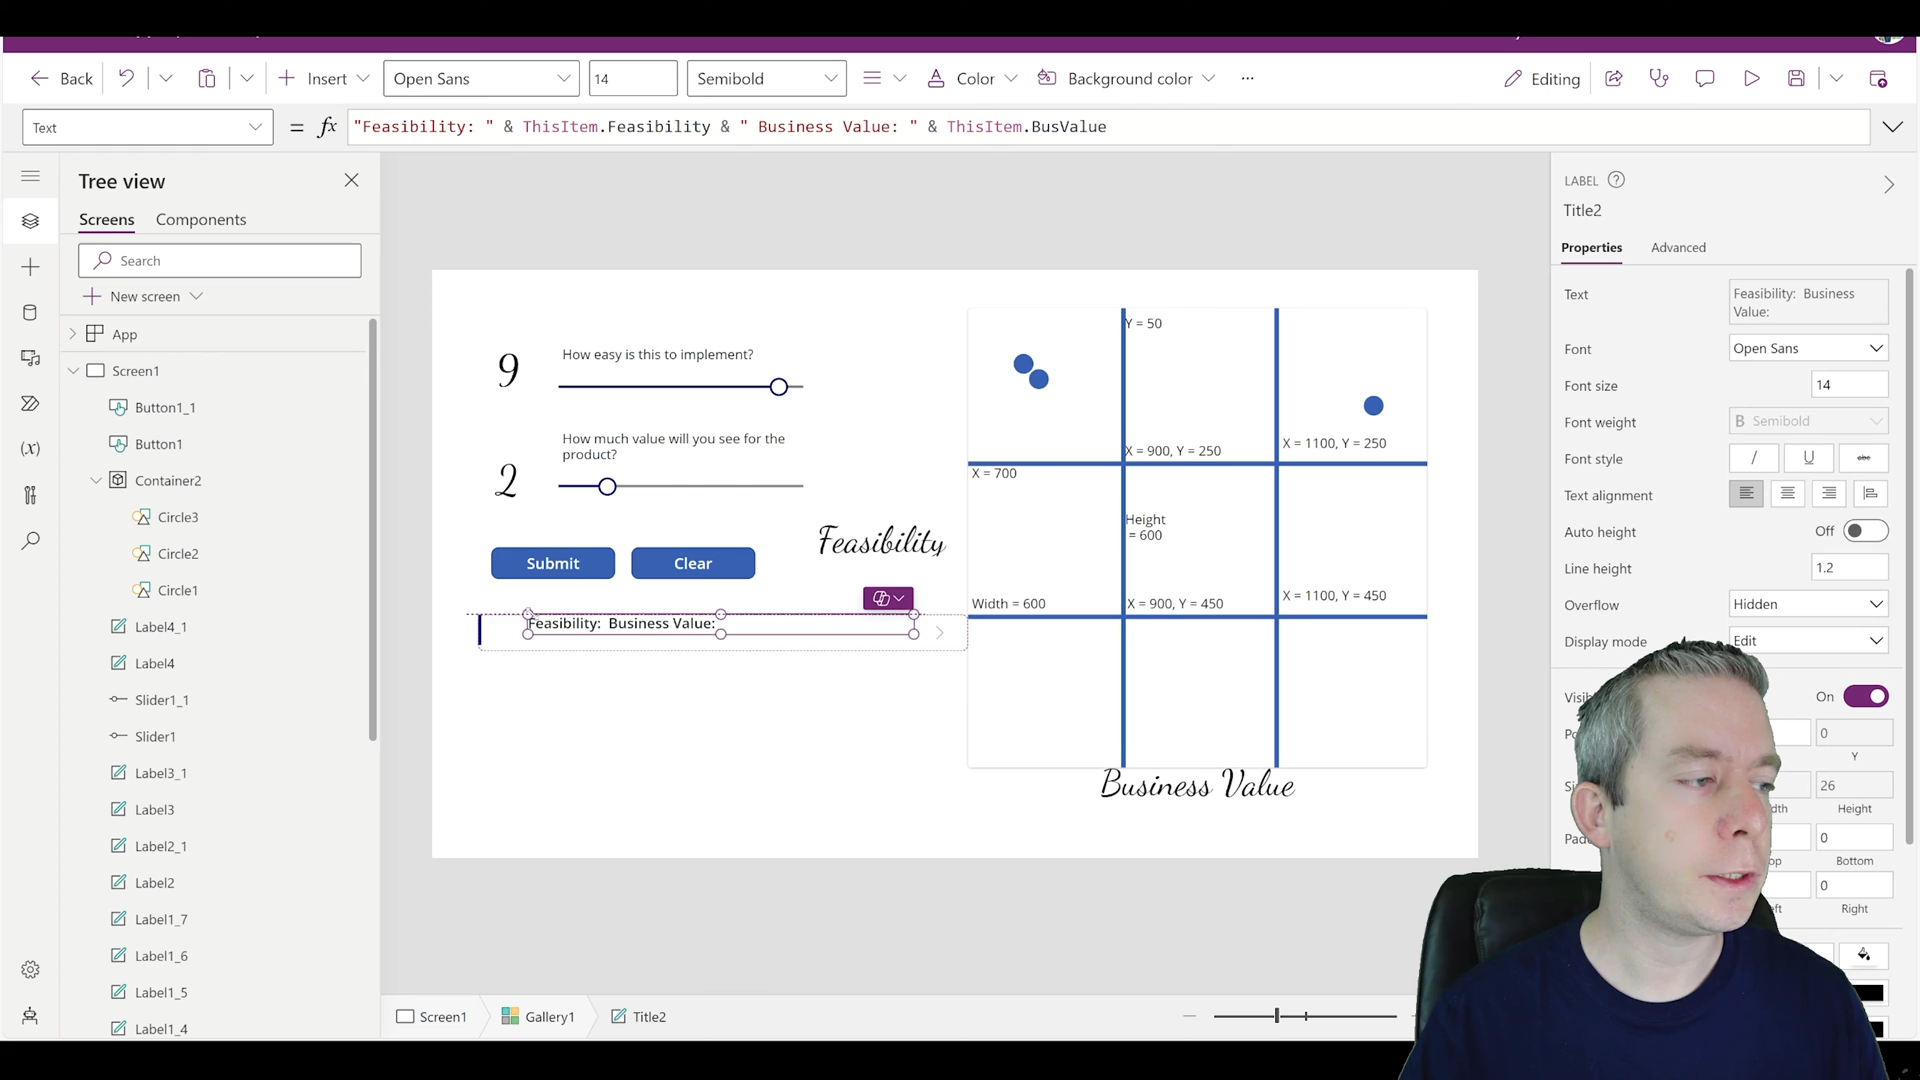 Back
Insert
Open Sans
14
Semibold
Color
Background color
...
Editing
Text
= fx "Feasibility: " & ThisItem.Feasibility & " Business Value: " & ThisItem.BusValue
Tree view
Screens
Components
Search
New screen
App
Screen1
Button1_1
Button1
Container2
Circle3
Circle2
Circle1
Label4_1
Label4
Slider1_1
Slider1
Label3_1
Label3
Label2_1
Label2
Label1_7
Label1_6
Label1_5
Label1_4
9
How easy is this to implement?
2
How much value will you see for the
product?
Submit
Clear
Feasibility
Feasibility:  Business Value:
Y = 50
X = 900, Y = 250
X = 1100, Y = 250
X = 700
Height
= 600
Width = 600
X = 900, Y = 450
X = 1100, Y = 450
Business Value
Screen1
Gallery1
Title2
LABEL
Title2
Properties
Advanced
Text
Feasibility:  Business
Value:
Font
Open Sans
Font size
14
Font weight
B Semibold
Font style
/
U
abc
Text alignment
Auto height
Off
Line height
1.2
Overflow
Hidden
Display mode
Edit
On
0
Y
26
Height
0
Bottom
0
Right